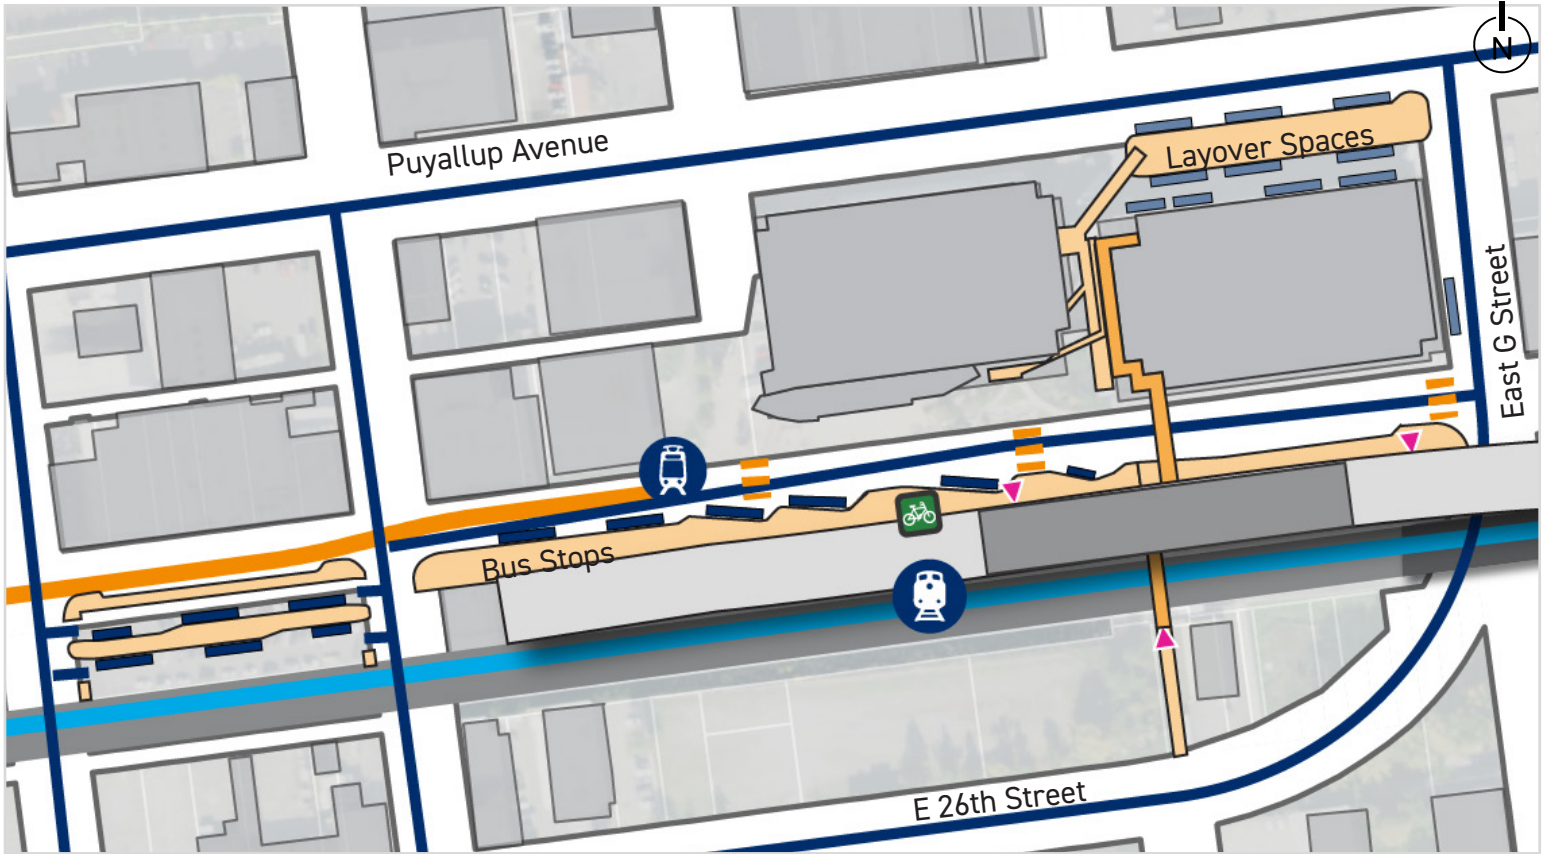 N
Puyallup Avenue
Layover Spaces
East G Street
Bus Stops
E 26th Street